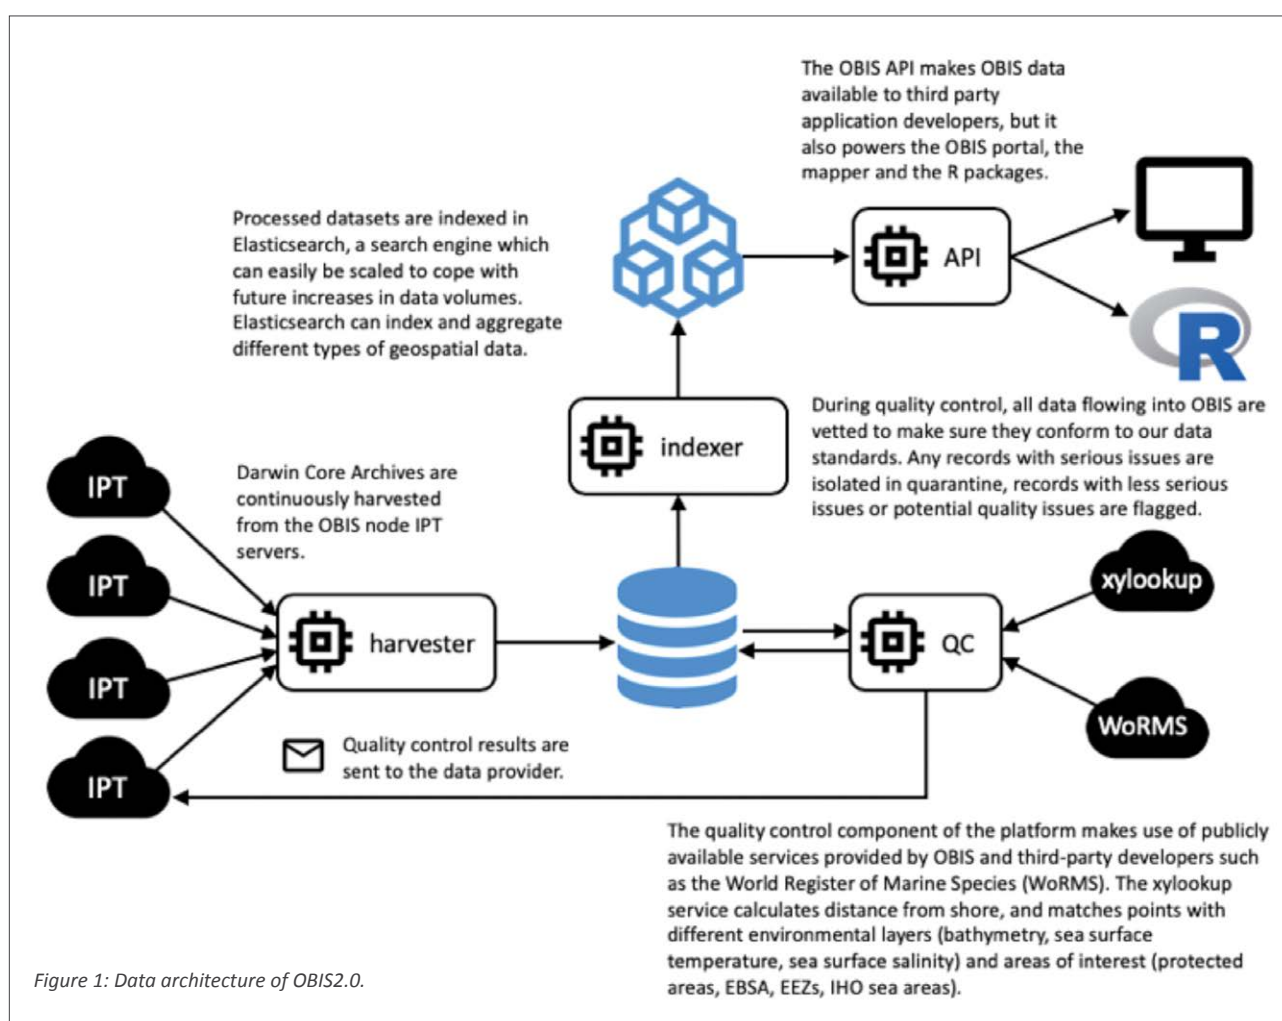 The OBIS API makes OBIS data
available to third party
application developers, but it
also powers the OBIS portal, the
mapper and the R packages.
Processed datasets are indexed in
Elasticsearch, a search engine which
can easily be scaled to cope with
future increases in data volumes.
Elasticsearch can index and aggregate
different types of geospatial data.
API
R
During quality control, all data flowing into OBIS are
vetted to make sure they conform to our data
standards. Any records with serious issues are
isolated in quarantine, records with less serious
issues or potential quality issues are flagged.
indexer
IPT
Darwin Core Archives are
continuously harvested
from the OBIS node IPT
servers.
IPT
xylookup
harvester
QC
IPT
WoRMS
Quality control results are
sent to the data provider.
IPT
The quality control component of the platform makes use of publicly
available services provided by OBIS and third-party developers such
as the World Register of Marine Species (WoRMS). The xylookup
service calculates distance from shore, and matches points with
different environmental layers (bathymetry, sea surface
temperature, sea surface salinity) and areas of interest (protected
areas, EBSA, EEZs, IHO sea areas).
Figure 1: Data architecture of OBIS2.0.